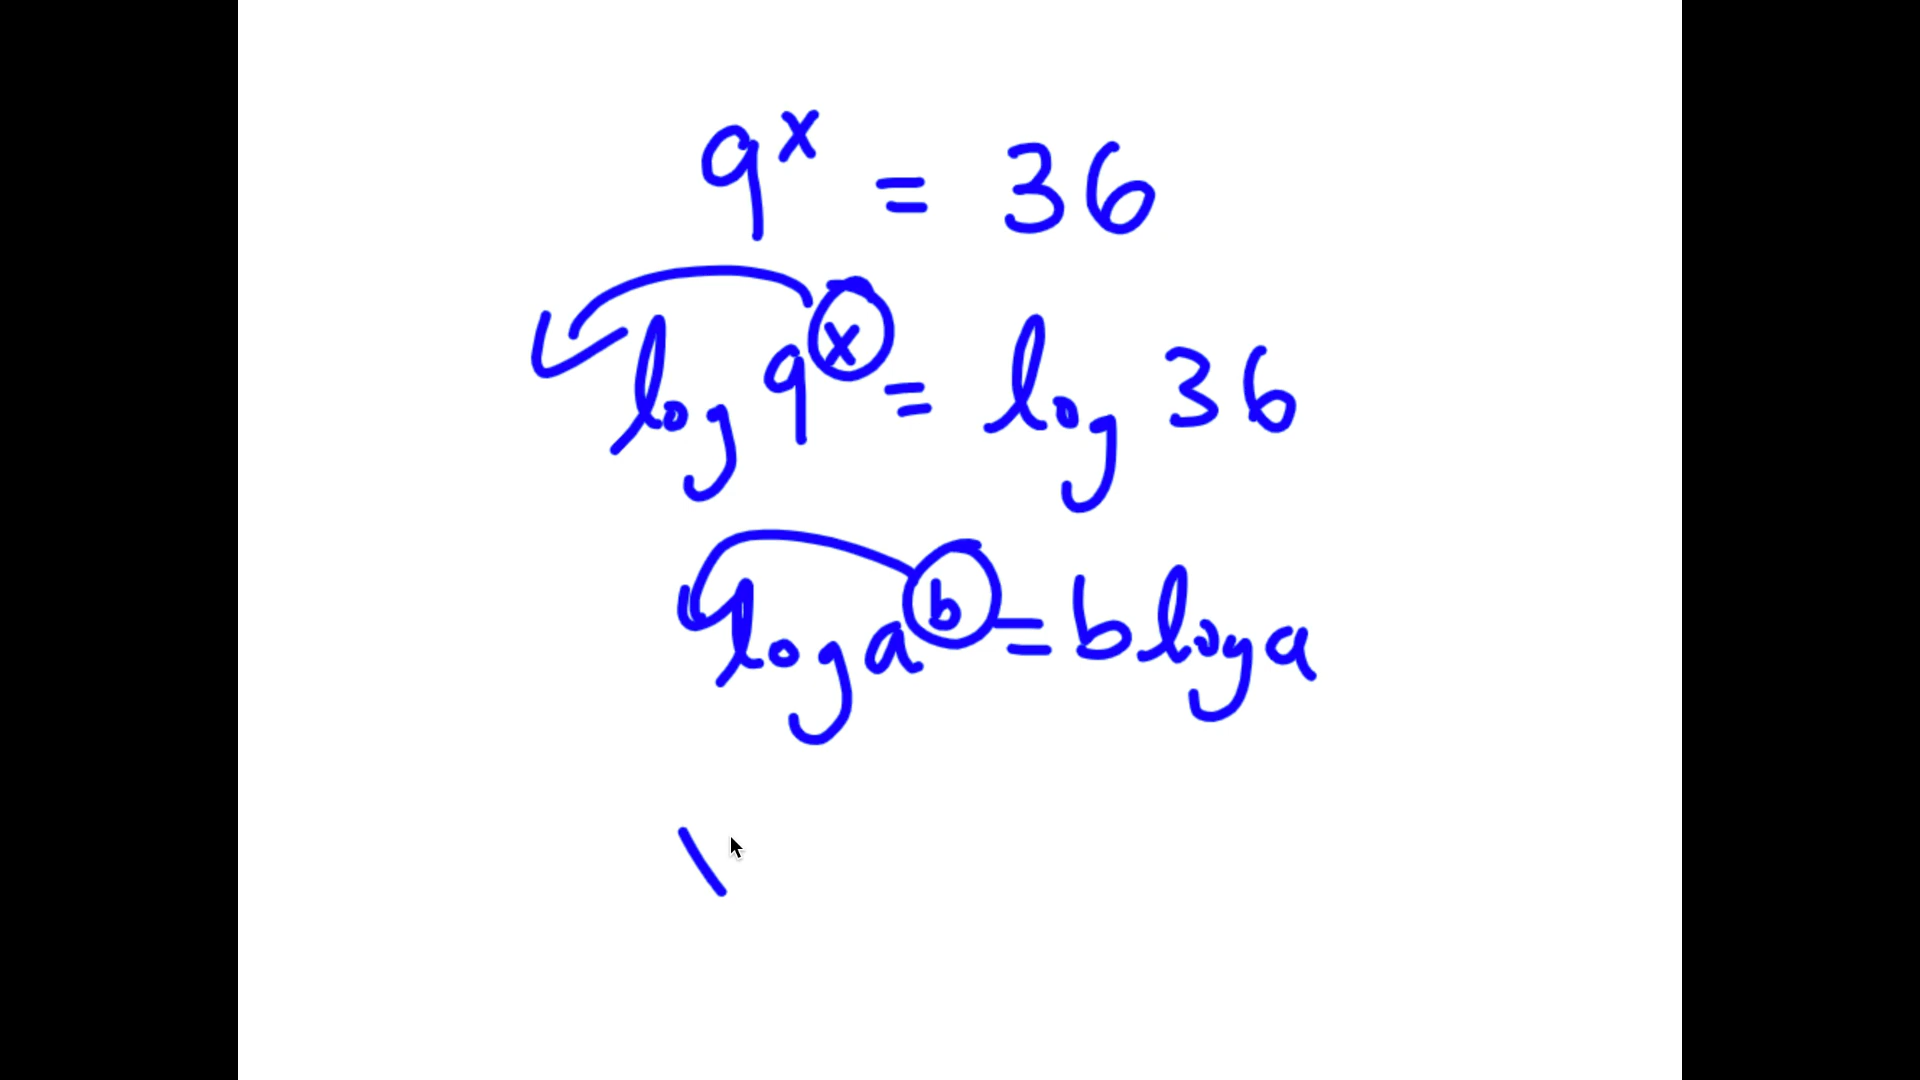 9^x = 36
log 9^x = log 36
log a^b = b log a